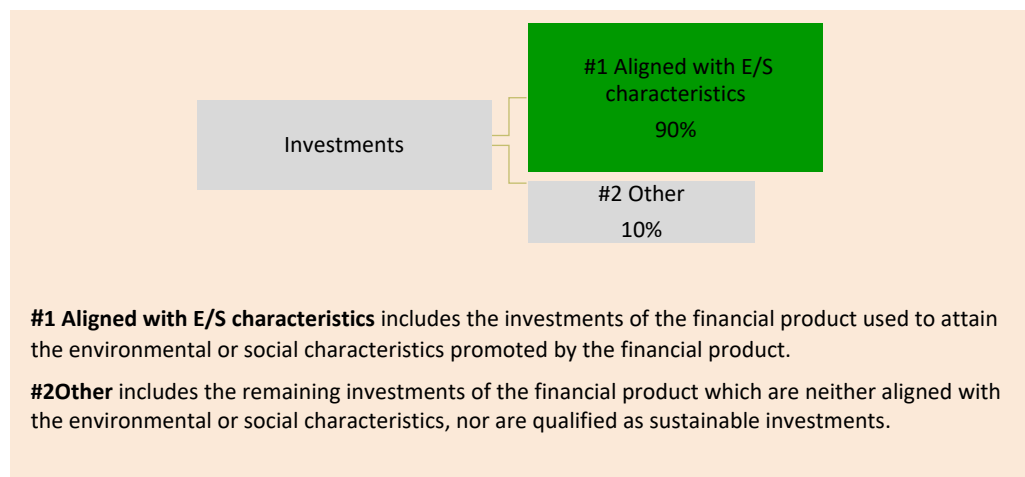 #1 Aligned with E/S
characteristics
90%
Investments
#2 Other
10%
#1 Aligned with E/S characteristics includes the investments of the financial product used to attain
the environmental or social characteristics promoted by the financial product.
#2Other includes the remaining investments of the financial product which are neither aligned with
the environmental or social characteristics, nor are qualified as sustainable investments.